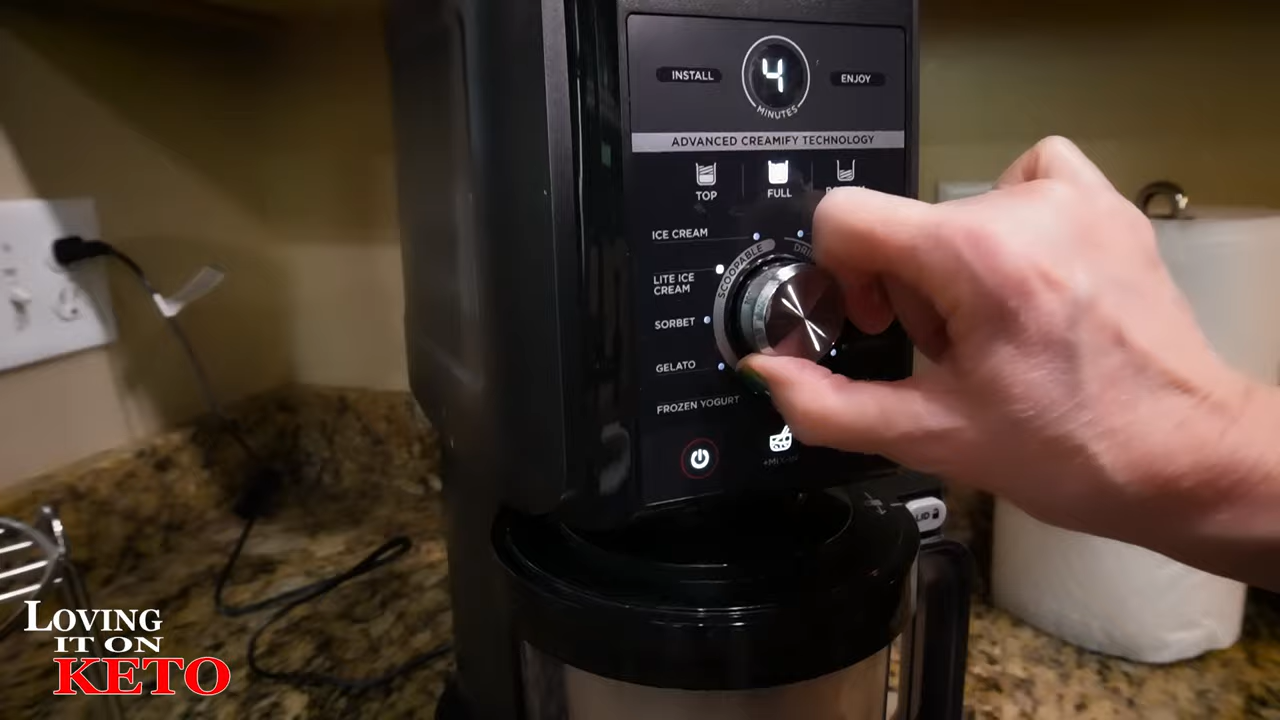 INSTALL
4
MINUTES
ENJOY
ADVANCED CREAMIFY TECHNOLOGY
TOP
FULL
ICE CREAM
LITE ICE
CREAM
SORBET
GELATO
FROZEN YOGURT
SCOOPABLE
LOVING
IT ON
KETO